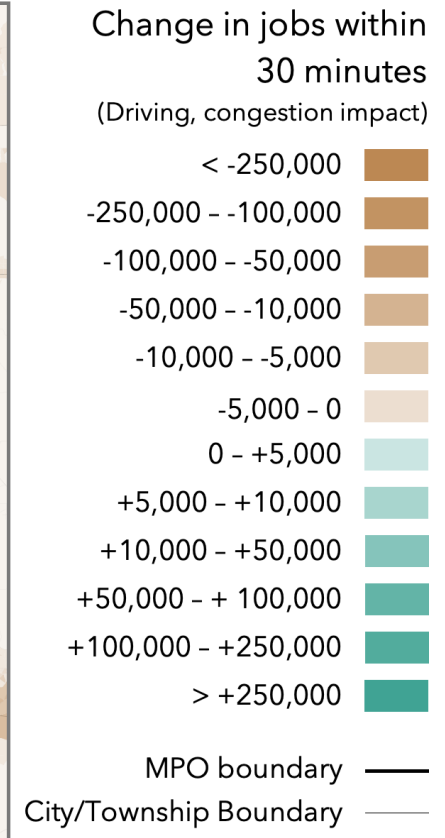 Change in jobs within
30 minutes
(Driving, congestion impact)
< -250,000
-250,000 – -100,000
-100,000 – -50,000
-50,000 – -10,000
-10,000 – -5,000
-5,000 – 0
0 – +5,000
+5,000 – +10,000
+10,000 – +50,000
+50,000 – + 100,000
+100,000 – +250,000
> +250,000
MPO boundary
City/Township Boundary